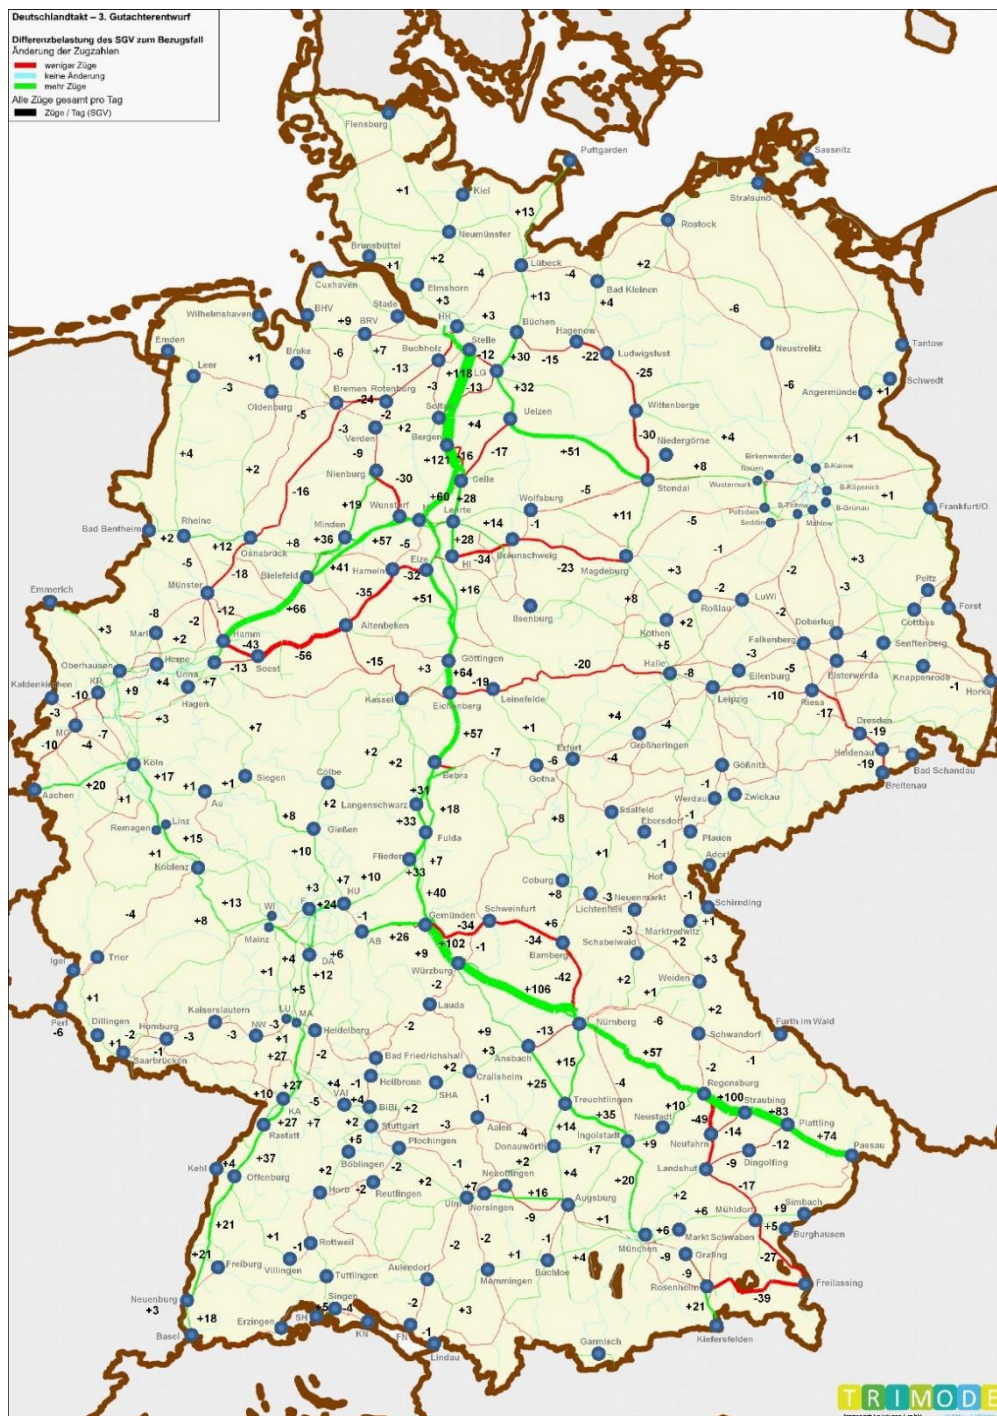 Deutschlandtakt – 3. Gutachterentwurf
Differenzbelastung des SGV zum Bezugsfall
Änderung der Zugzahlen
weniger Züge
keine Änderung
mehr Züge
Alle Züge gesamt pro Tag
Züge / Tag (SGV)
Flensburg
Puttgarden
Sassnitz
Stralsund
+1
Kiel
+13
Rostock
Neumünster
Brunsbüttel
+1
+2
-4
Lübeck
-4
+2
Cuxhaven
Elmshorn
Bad Kleinen
+13
+4
-6
Wilhelmshaven
BHV
Stade
+3
HH
+3
Büchen
Hagenow
Emden
+9
BRV
Stelle
-12
+30
-15
-22
Ludwigslust
Neustrelitz
Tantow
Leer
+1
Brake
-6
+7
Buchholz
-13
+118
LG
-13
-25
-6
Schwedt
-3
Oldenburg
Bremen
Rotenburg
-24
-3
+32
Wittenberge
Angermünde
+1
-5
-2
Soltau
Uelzen
-3
Verden
+2
+4
-30
Niedergörne
+4
+1
+4
-9
Bergen
-17
+51
Birkenwerder
B-Karow
+2
Nienburg
-30
+121
-16
Celle
Stendal
+8
Nauen
Wustermark
B-Köpenick
+1
-16
+19
Wunstorf
+60
+28
Wolfsburg
-5
Potsdam
B-Teltow
B-Grünau
Frankfurt/O.
Bad Bentheim
Rheine
Minden
Lehrte
+14
-1
+11
-5
Seddin
Mahlow
+2
+12
Osnabrück
+8
+36
+57
-5
+28
Braunschweig
-1
+3
-5
-18
Bielefeld
+41
Hameln
Elze
-32
HI
-34
-23
Magdeburg
+3
-2
-3
Emmerich
Münster
+66
-35
+51
+16
Ilsenburg
+8
-2
Roßlau
LuWi
-2
Peitz
Forst
-8
-12
-2
Altenbeken
Köthen
+2
Doberlug
Cottbus
+3
Marl
+2
Hamm
-43
Soest
-56
+5
Falkenberg
Senftenberg
Oberhausen
Herne
-13
-15
+3
Göttingen
-20
Halle
-3
-4
Kaldenkirchen
KR
+4
Unna
+7
+64
-8
Eilenburg
-5
Elsterwerda
Knappenrode
-1
Horka
-10
+9
Hagen
Kassel
-19
Leinefelde
Leipzig
-10
Riesa
-3
MG
-7
+3
Eichenberg
-17
-10
-4
+7
+57
+1
+4
-4
Dresden
-19
Köln
+2
+2
-7
-6
Erfurt
-4
Großheringen
Gößnitz
Heidenau
-19
Bad Schandau
+20
+17
Siegen
Cölbe
Bebra
Gotha
-1
Breitenau
Aachen
+1
+1
Au
+1
+2
+31
Werdau
Zwickau
Langenschwarz
+18
Saalfeld
Remagen
Linz
+8
Gießen
+33
+8
Ebersdorf
-1
Plauen
+15
Fulda
-1
+1
+10
Flieden
+7
+1
Adorf
Koblenz
+10
+33
Hof
+3
+7
HU
+40
Coburg
+8
-3
-1
Schirnding
-4
+13
WI
F
+24
-1
Gemünden
-34
Schweinfurt
Lichtenfels
Neuenmarkt
+1
+8
Mainz
AB
+26
+6
Marktredwitz
Trier
+4
+6
+102
-1
-34
Schabelwald
+2
Igel
DA
+9
Bamberg
+3
+1
+12
Würzburg
-42
+2
+1
Weiden
Perl
-6
Dillingen
Kaiserslautern
+5
-2
+106
+2
+1
-2
Homburg
-3
-3
NW
LU
MA
-3
Lauda
Saarbrücken
-1
+1
Heidelberg
-2
+9
-13
Nürnberg
-6
Schwandorf
Furth im Wald
+27
-2
Bad Friedrichshall
+3
Ansbach
+57
-1
-2
+27
+4
-1
Heilbronn
+2
Crailsheim
+15
-4
Regensburg
+10
VAI
+4
BiBi
SHA
+25
Treuchtlingen
+100
Straubing
KA
-5
+2
-1
+35
+10
-49
+83
Plattling
Rastatt
+27
+7
+2
Stuttgart
-3
Aalen
-4
+14
Neustadt
Neufahrn
-14
+74
+5
Plochingen
Donauwörth
Ingolstadt
+9
-12
Passau
Kehl
+37
Böblingen
-2
-1
+2
+7
Landshut
-9
Dingolfing
+4
Offenburg
+2
Horb
-2
Reutlingen
+2
Neuoffingen
+4
+20
-17
+7
+16
+2
Simbach
+21
Ulm
Nersingen
Augsburg
+6
Mühldorf
+9
+1
Rottweil
-9
+1
+6
Markt Schwaben
+5
Burghausen
-2
-2
München
+21
-1
-1
-9
Grafing
-27
Freiburg
Villingen
Aulendorf
+1
+4
Tuttlingen
Memmingen
Buchloe
-9
Freilassing
Neuenburg
Singen
Rosenheim
-39
+3
+5
-4
-2
+3
+21
+18
SH
Basel
Erzingen
KN
FN
-1
Lindau
Garmisch
Kiefersfelden
TRIMODE